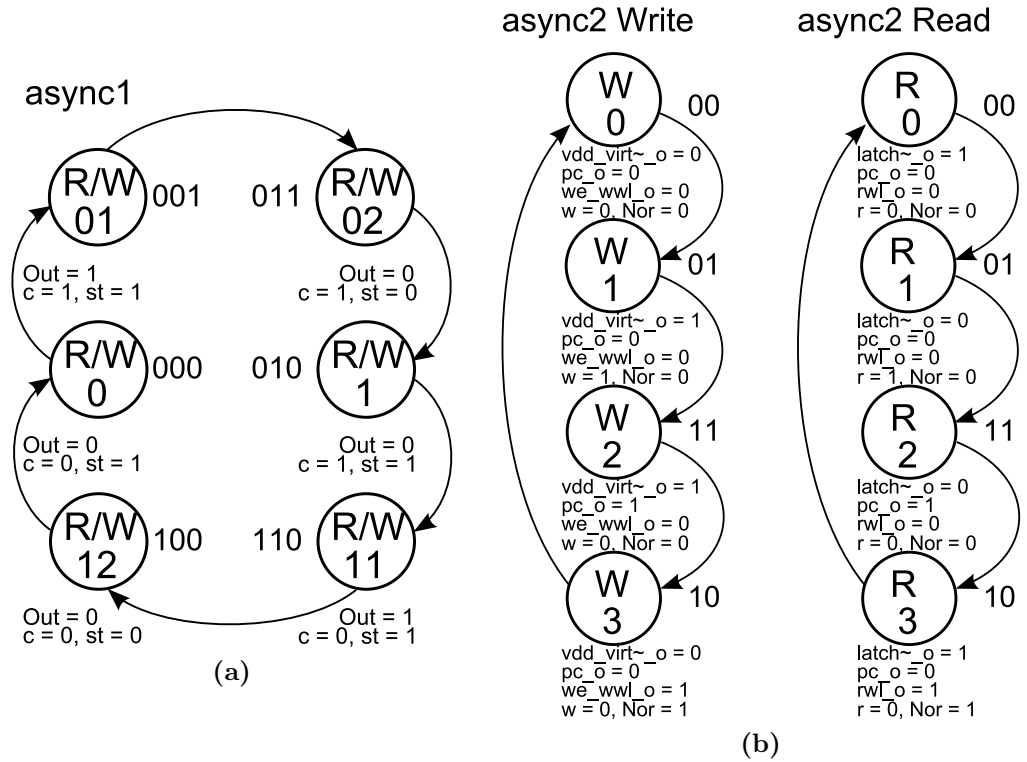 async1
R/W
01
001
Out = 1
c = 1, st = 1
R/W
02
011
Out = 0
c = 1, st = 0
R/W
0
000
Out = 0
c = 0, st = 1
R/W
1
010
Out = 0
c = 1, st = 1
R/W
12
100
Out = 0
c = 0, st = 0
R/W
11
110
Out = 1
c = 0, st = 1
(a)
async2 Write
W
0
00
vdd_virt~_o = 0
pc_o = 0
we_wwl_o = 0
w = 0, Nor = 0
W
1
01
vdd_virt~_o = 1
pc_o = 0
we_wwl_o = 0
w = 1, Nor = 0
W
2
11
vdd_virt~_o = 1
pc_o = 1
we_wwl_o = 0
w = 0, Nor = 0
W
3
10
vdd_virt~_o = 0
pc_o = 0
we_wwl_o = 1
w = 0, Nor = 1
async2 Read
R
0
00
latch~_o = 1
pc_o = 0
rwl_o = 0
r = 0, Nor = 0
R
1
01
latch~_o = 0
pc_o = 0
rwl_o = 0
r = 1, Nor = 0
R
2
11
latch~_o = 0
pc_o = 1
rwl_o = 0
r = 0, Nor = 0
R
3
10
latch~_o = 1
pc_o = 0
rwl_o = 1
r = 0, Nor = 1
(b)